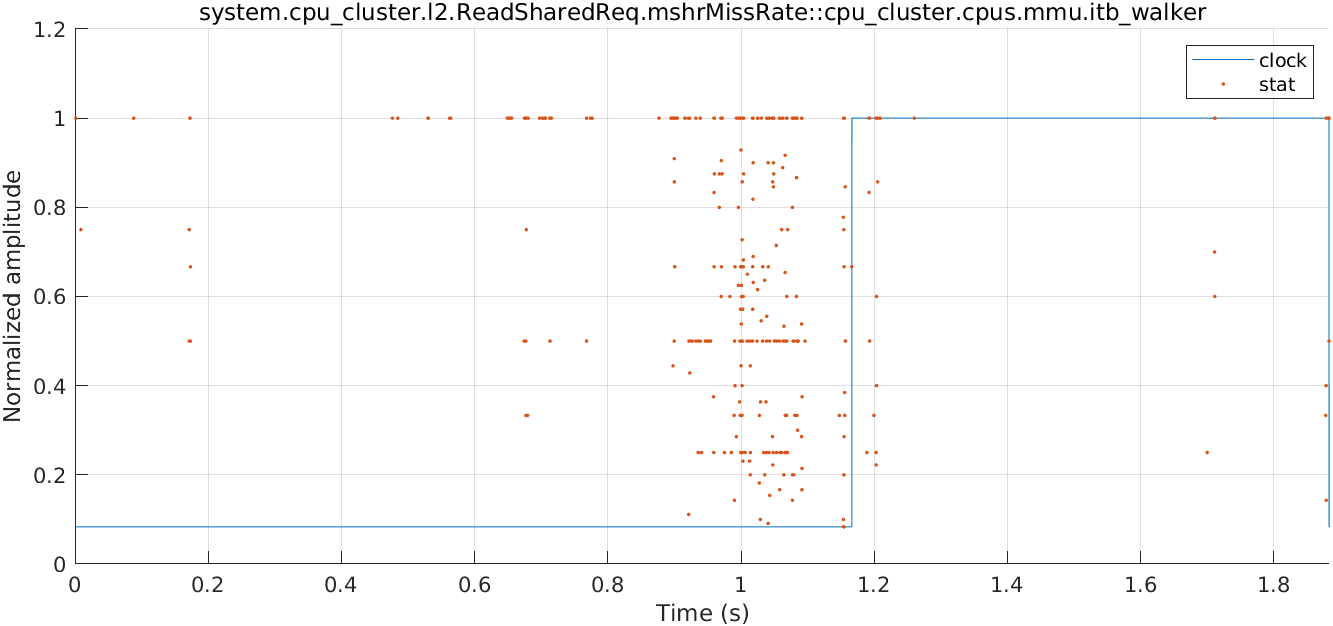 system.cpu_cluster.l2.ReadSharedReq.mshrMissRate::cpu_cluster.cpus.mmu.itb_walker
clock
stat
Normalized amplitude
1.2
1
0.8
0.6
0.4
0.2
0
0 0.2 0.4 0.6 0.8 1 1.2 1.4 1.6 1.8
Time (s)